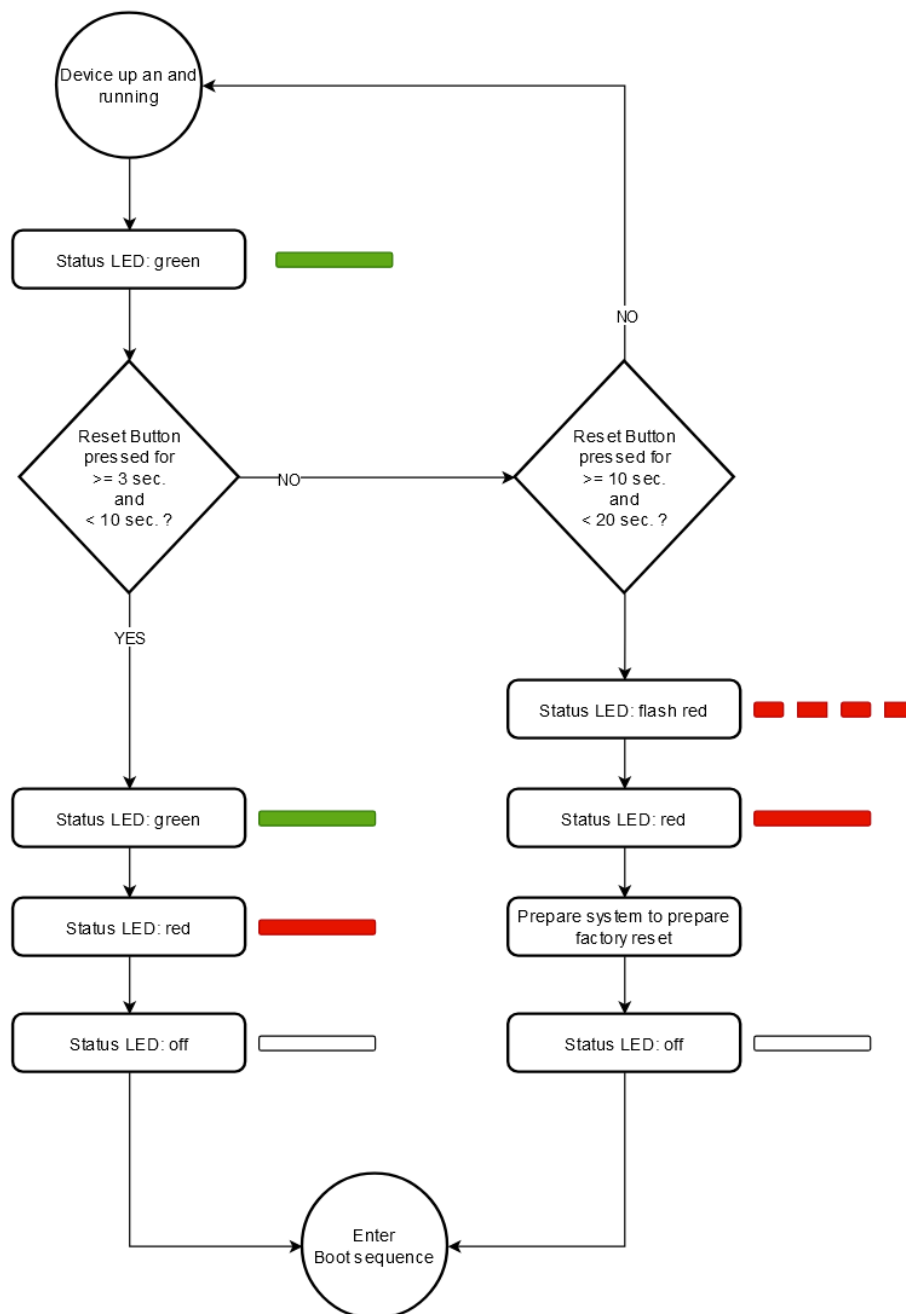 Device up an and
running
Status LED: green
NO
Reset Button
pressed for
>= 3 sec.
and
< 10 sec. ?
NO
Reset Button
pressed for
>= 10 sec.
and
< 20 sec. ?
YES
Status LED: flash red
Status LED: green
Status LED: red
Status LED: red
Prepare system to prepare
factory reset
Status LED: off
Status LED: off
Enter
Boot sequence